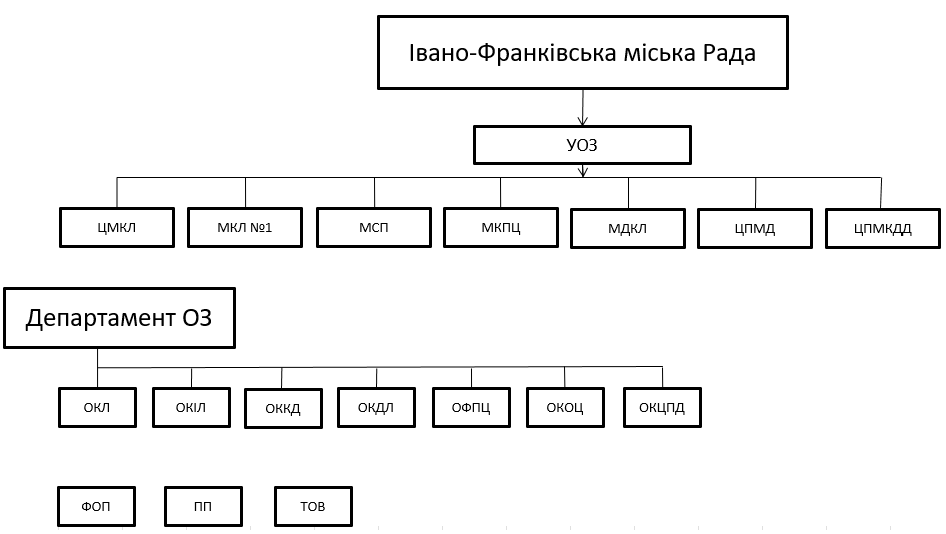 Івано-Франківська міська Рада
УОЗ
ЦМКЛ
МКЛ №1
МСП
МКПЦ
МДКЛ
ЦПМД
ЦПМКДД
Департамент ОЗ
ОКЛ
ОКІЛ
ОККД
ОКДЛ
ОФПЦ
ОКОЦ
ОКЦПД
ФОП
ПП
ТОВ